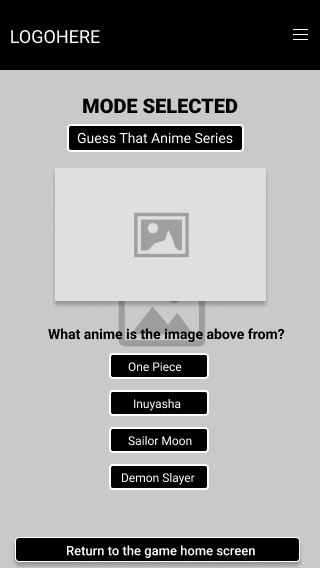 LOGOHERE
MODE SELECTED
Guess That Anime Series
What anime is the image above from?
One Piece
Inuyasha
Sailor Moon
Demon Slayer
Return to the game home screen